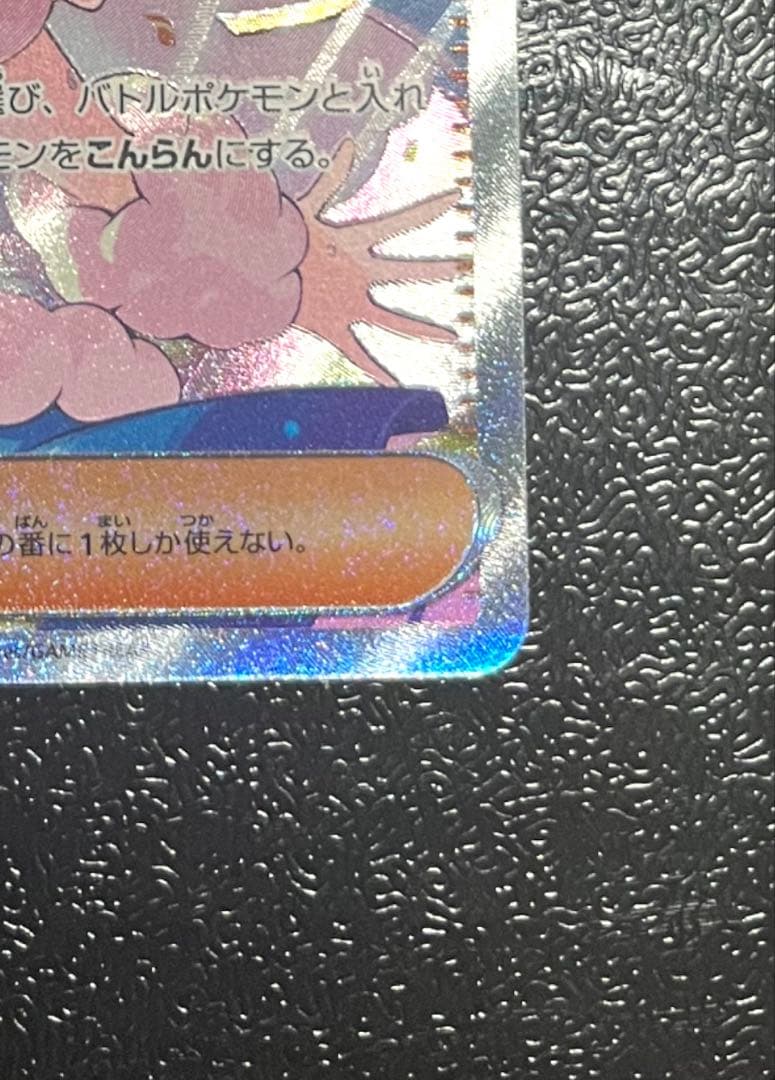 び、バトルポケモンと入れ
モンをこんらんにする。
の番に1枚しか使えない。